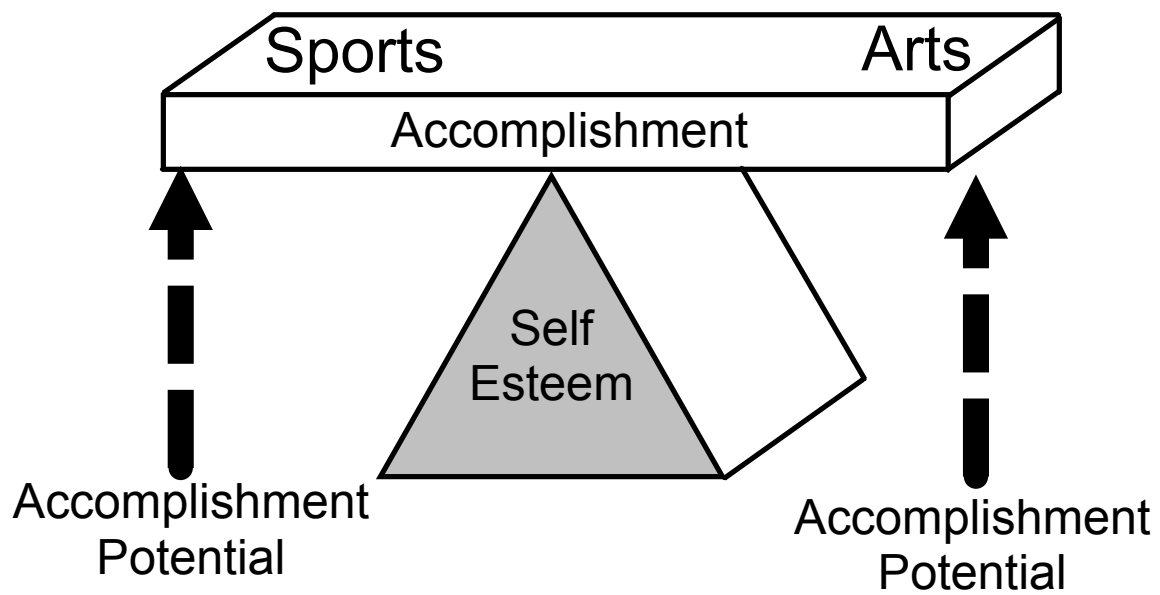 Sports
Arts
Accomplishment
Self
Esteem
Accomplishment
Potential
Accomplishment
Potential